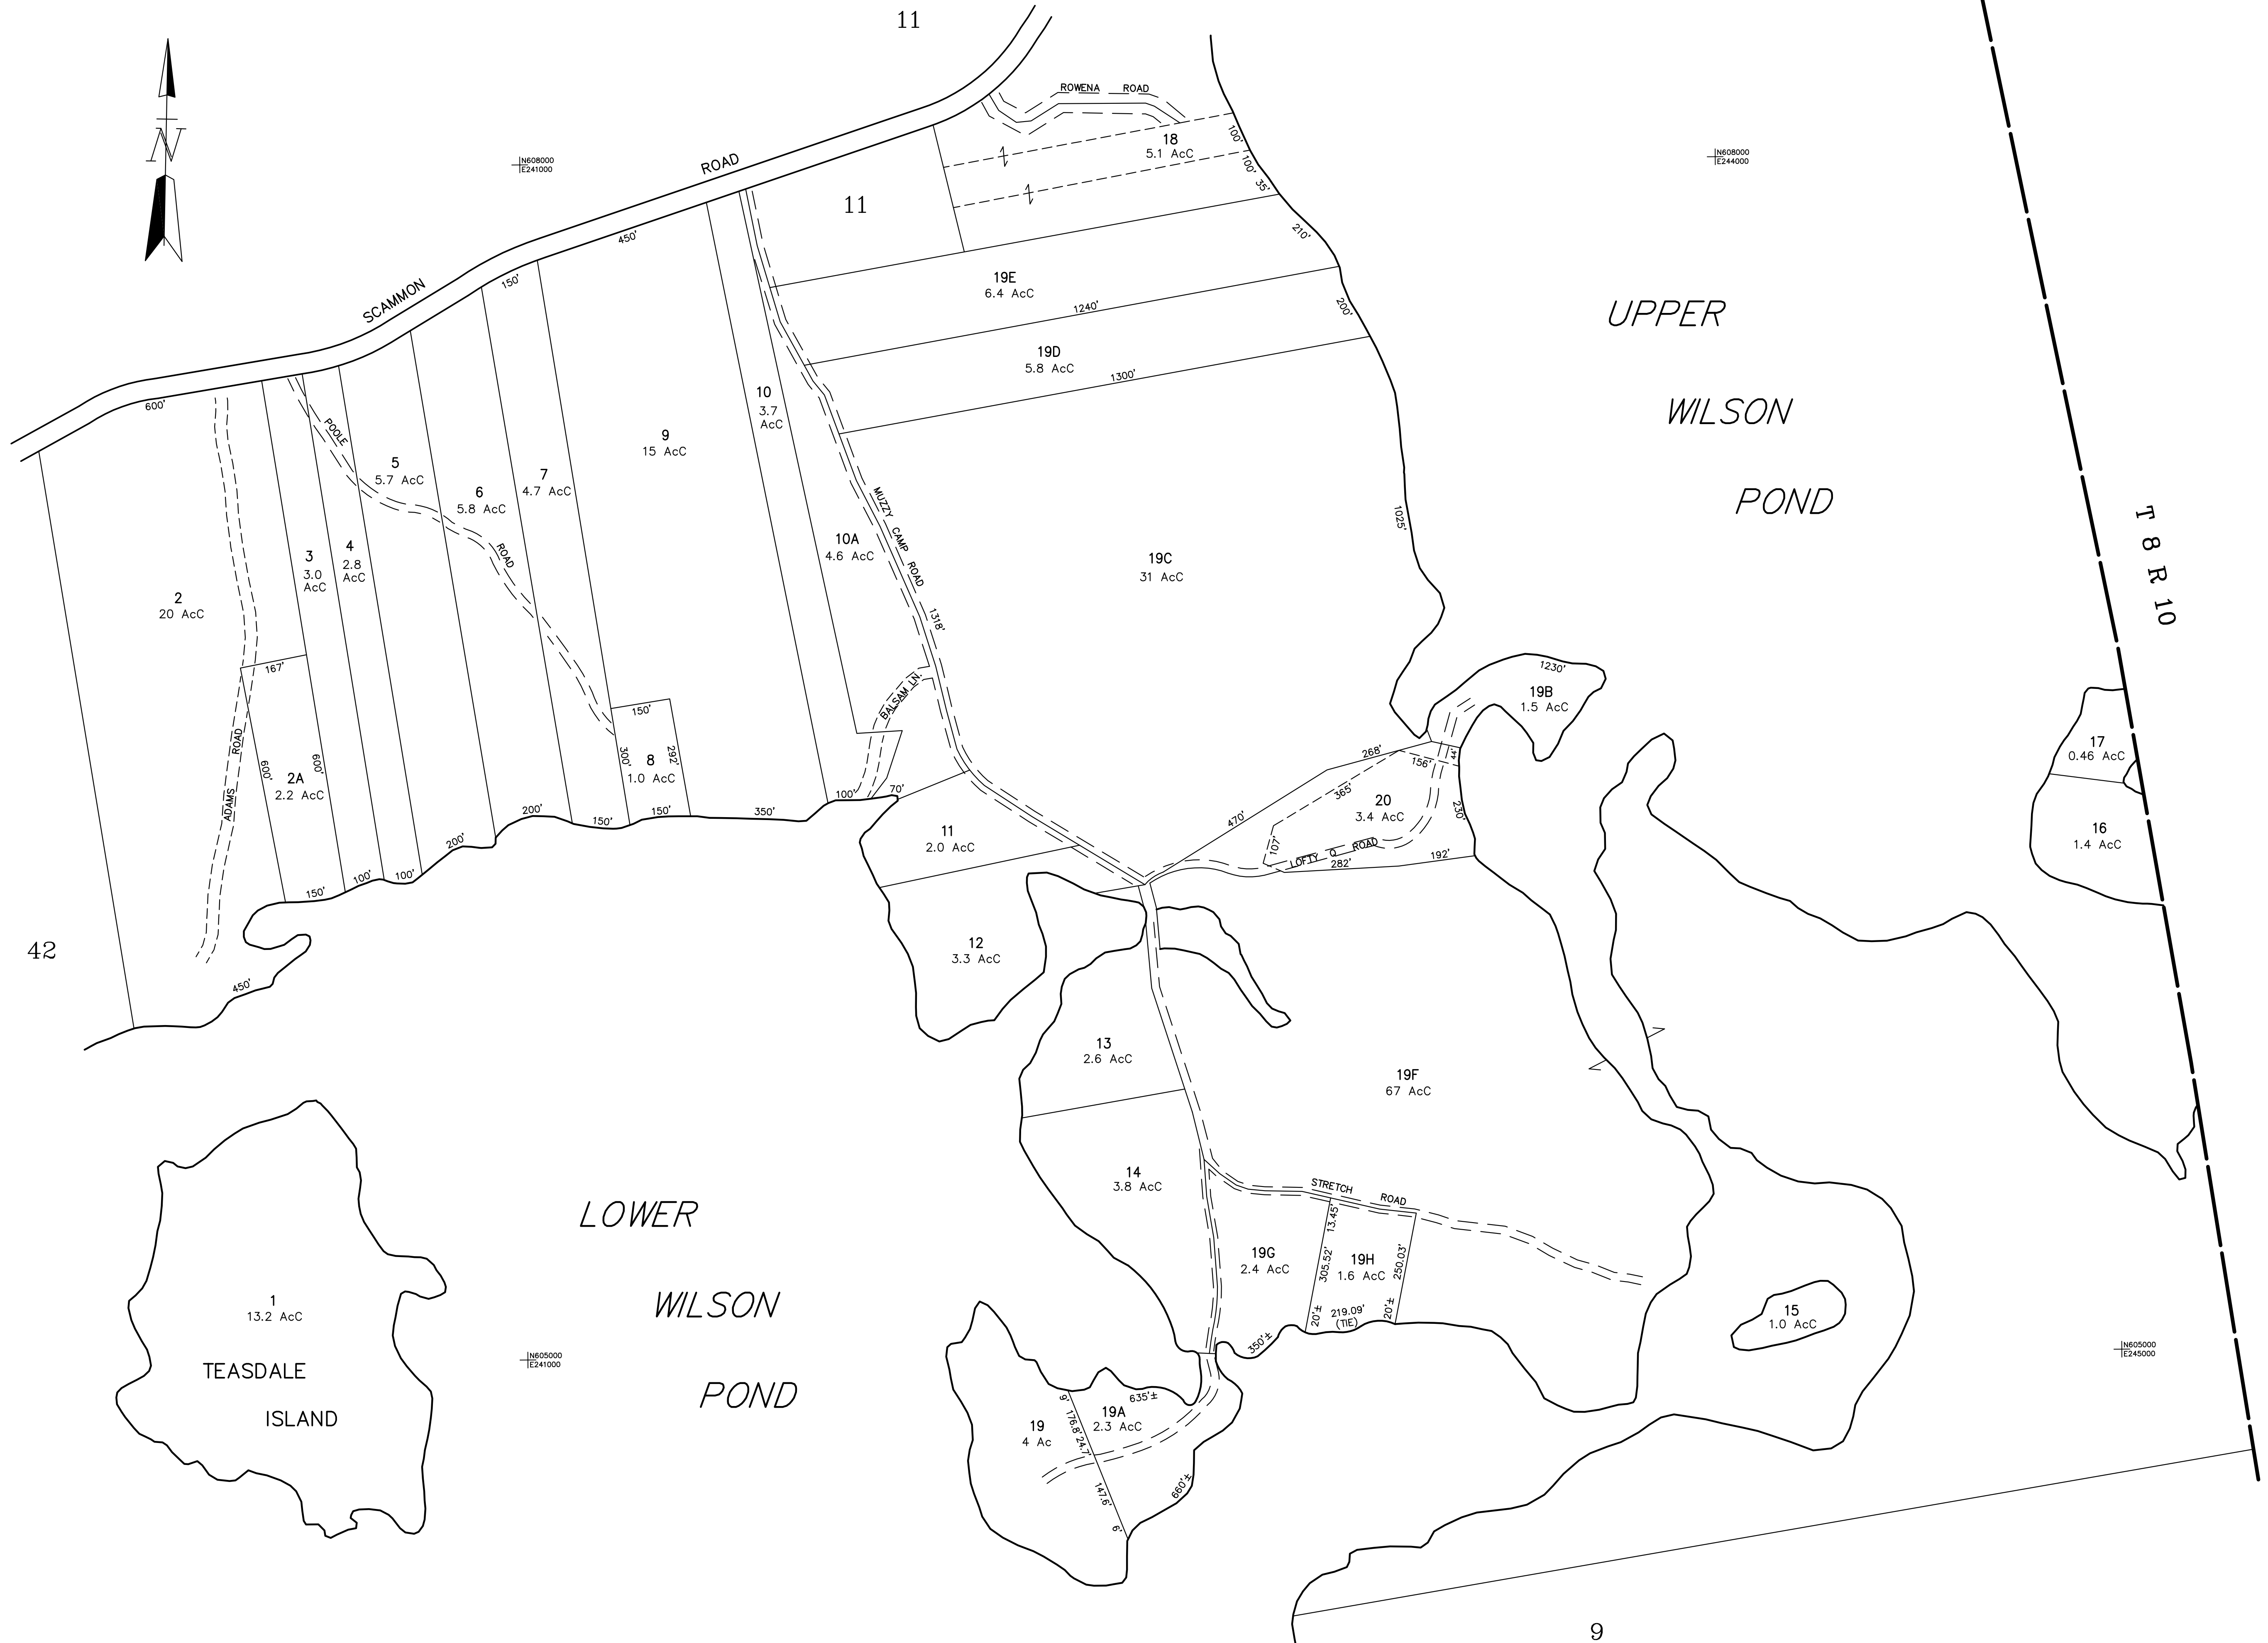 11
N
ROWENA ROAD
18
5.1 AcC
100'
100'
35'
N608000
E241000
N608000
E244000
SCAMMON ROAD
11
210'
600'
150'
450'
19E
6.4 AcC
1240'
200'
19D
5.8 AcC
1300'
UPPER
WILSON
POND
T 8 R 10
POOLE ROAD
5
5.7 AcC
6
5.8 AcC
7
4.7 AcC
9
15 AcC
10
3.7
AcC
10A
4.6 AcC
MUZZY CAMP ROAD
1318'
19C
31 AcC
1025'
2
20 AcC
3
3.0
AcC
4
2.8
AcC
167'
ADAMS ROAD
600'
600'
2A
2.2 AcC
150'
300'
292'
8
1.0 AcC
BALSAM LN.
100'
70'
450'
150'
100'
100'
200'
200'
150'
150'
350'
1230'
19B
1.5 AcC
268'
156'
44'
365'
470'
107'
20
3.4 AcC
230'
LOFTY Q ROAD
282'
192'
17
0.46 AcC
16
1.4 AcC
11
2.0 AcC
12
3.3 AcC
42
13
2.6 AcC
19F
67 AcC
14
3.8 AcC
STRETCH ROAD
13.45'
19G
2.4 AcC
305.52'
19H
1.6 AcC
250.03'
20'±
219.09'
(TIE)
20'±
350'±
15
1.0 AcC
1
13.2 AcC
TEASDALE
ISLAND
LOWER
WILSON
POND
N605000
E241000
N605000
E245000
19
4 Ac
9'
176.8'
24.7'
147.6'
6'
19A
2.3 AcC
635'±
660'±
9